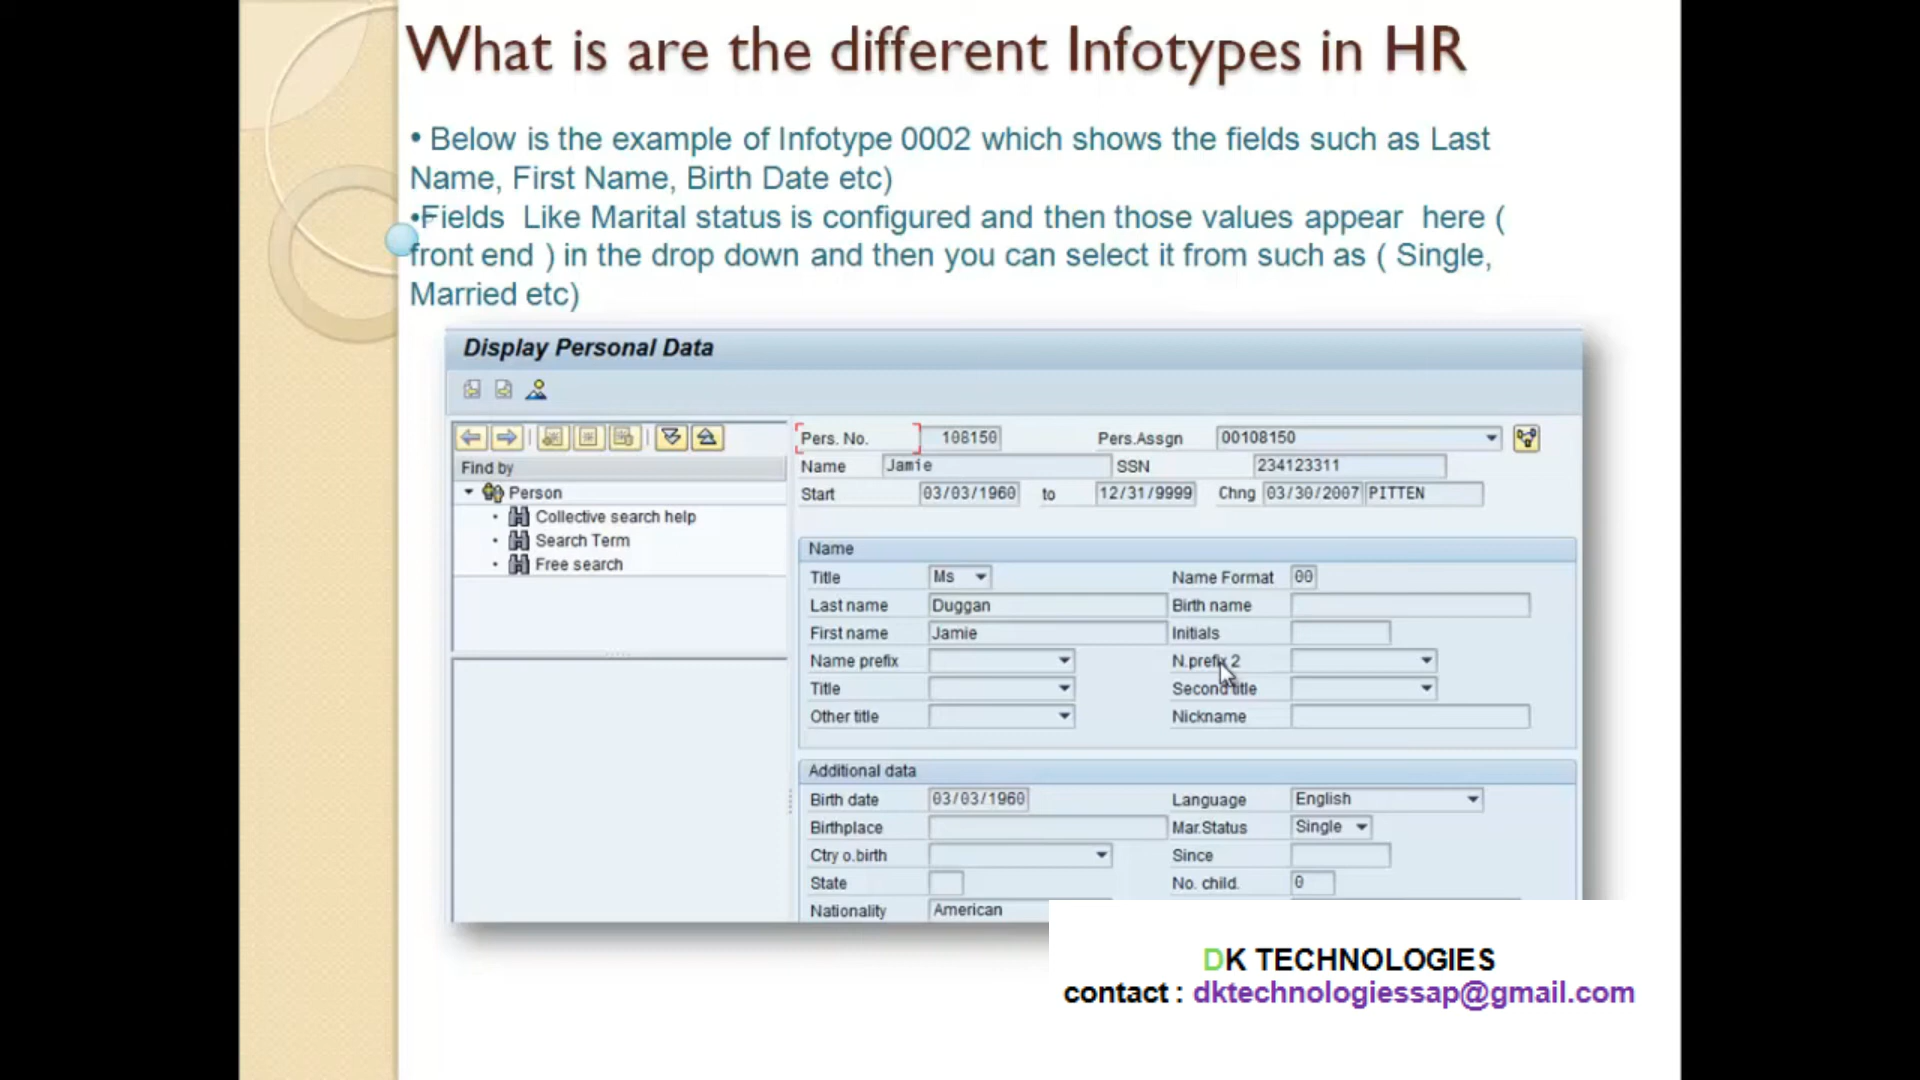 What is are the different Infotypes in HR
• Below is the example of Infotype 0002 which shows the fields such as Last
Name, First Name, Birth Date etc)
•Fields Like Marital status is configured and then those values appear here (
front end ) in the drop down and then you can select it from such as ( Single,
Married etc)
Display Personal Data
Find by
Person
Collective search help
Search Term
Free search
Pers. No. 108150 Pers.Assgn 00108150
Name Jamie SSN 234123311
Start 03/03/1960 to 12/31/9999 Chng 03/30/2007 PITTEN
Name
Title Ms Name Format 00
Last name Duggan Birth name
First name Jamie Initials
Name prefix N.prefix 2
Title Second title
Other title Nickname
Additional data
Birth date 03/03/1960 Language English
Birthplace Mar.Status Single
Ctry o.birth Since
State No. child. 0
Nationality American
DK TECHNOLOGIES
contact : dktechnologiessap@gmail.com